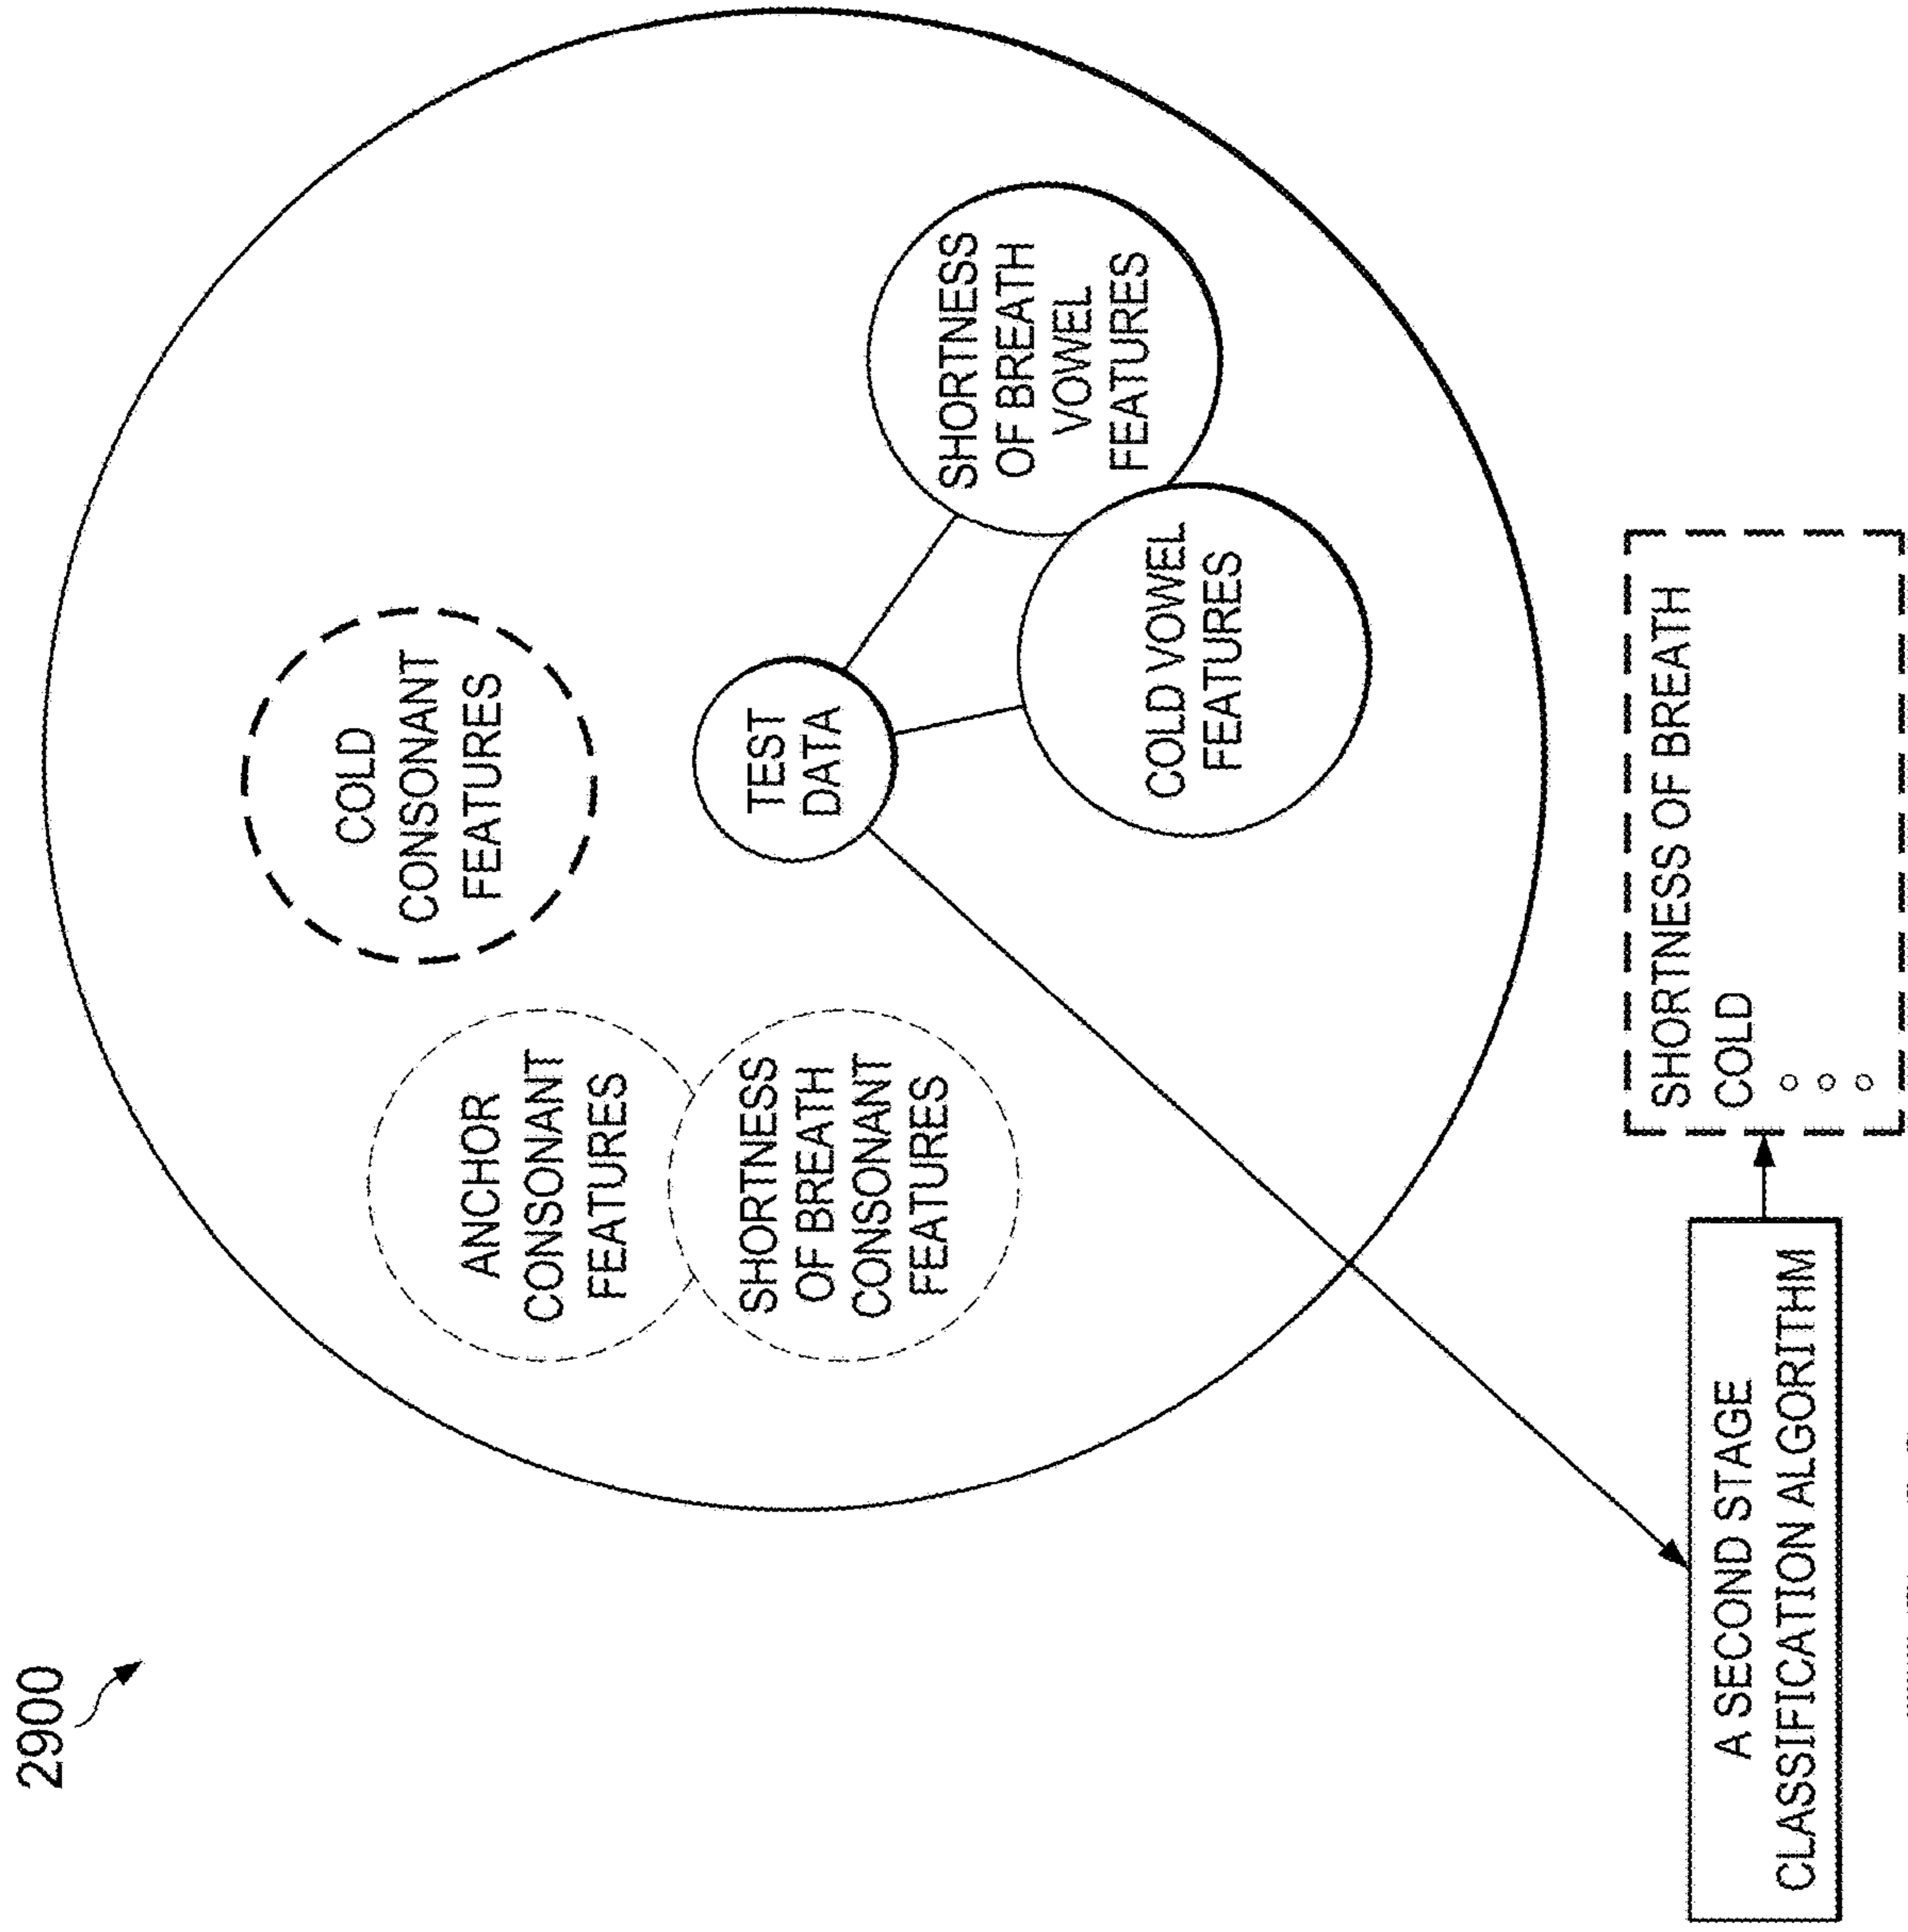 2900
COLD
CONSONANT
FEATURES
ANCHOR
CONSONANT
FEATURES
SHORTNESS
OF BREATH
CONSONANT
FEATURES
TEST
DATA
SHORTNESS
OF BREATH
VOWEL
FEATURES
COLD VOWEL
FEATURES
A SECOND STAGE
CLASSIFICATION ALGORITHM
SHORTNESS OF BREATH
COLD